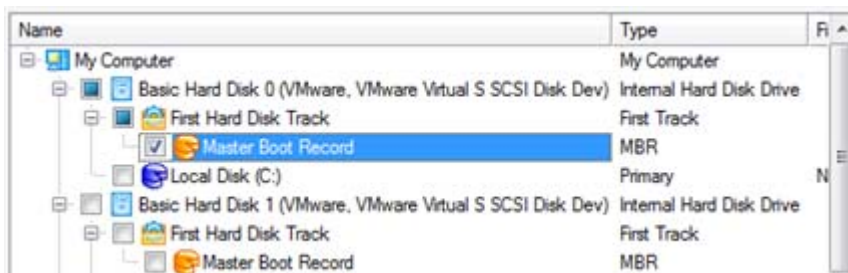 Name Type Fi
My Computer My Computer
Basic Hard Disk 0 (VMware, VMware Virtual S SCSI Disk Dev) Internal Hard Disk Drive
First Hard Disk Track First Track
Master Boot Record MBR
Local Disk (C:) Primary N
Basic Hard Disk 1 (VMware, VMware Virtual S SCSI Disk Dev) Internal Hard Disk Drive
First Hard Disk Track First Track
Master Boot Record MBR